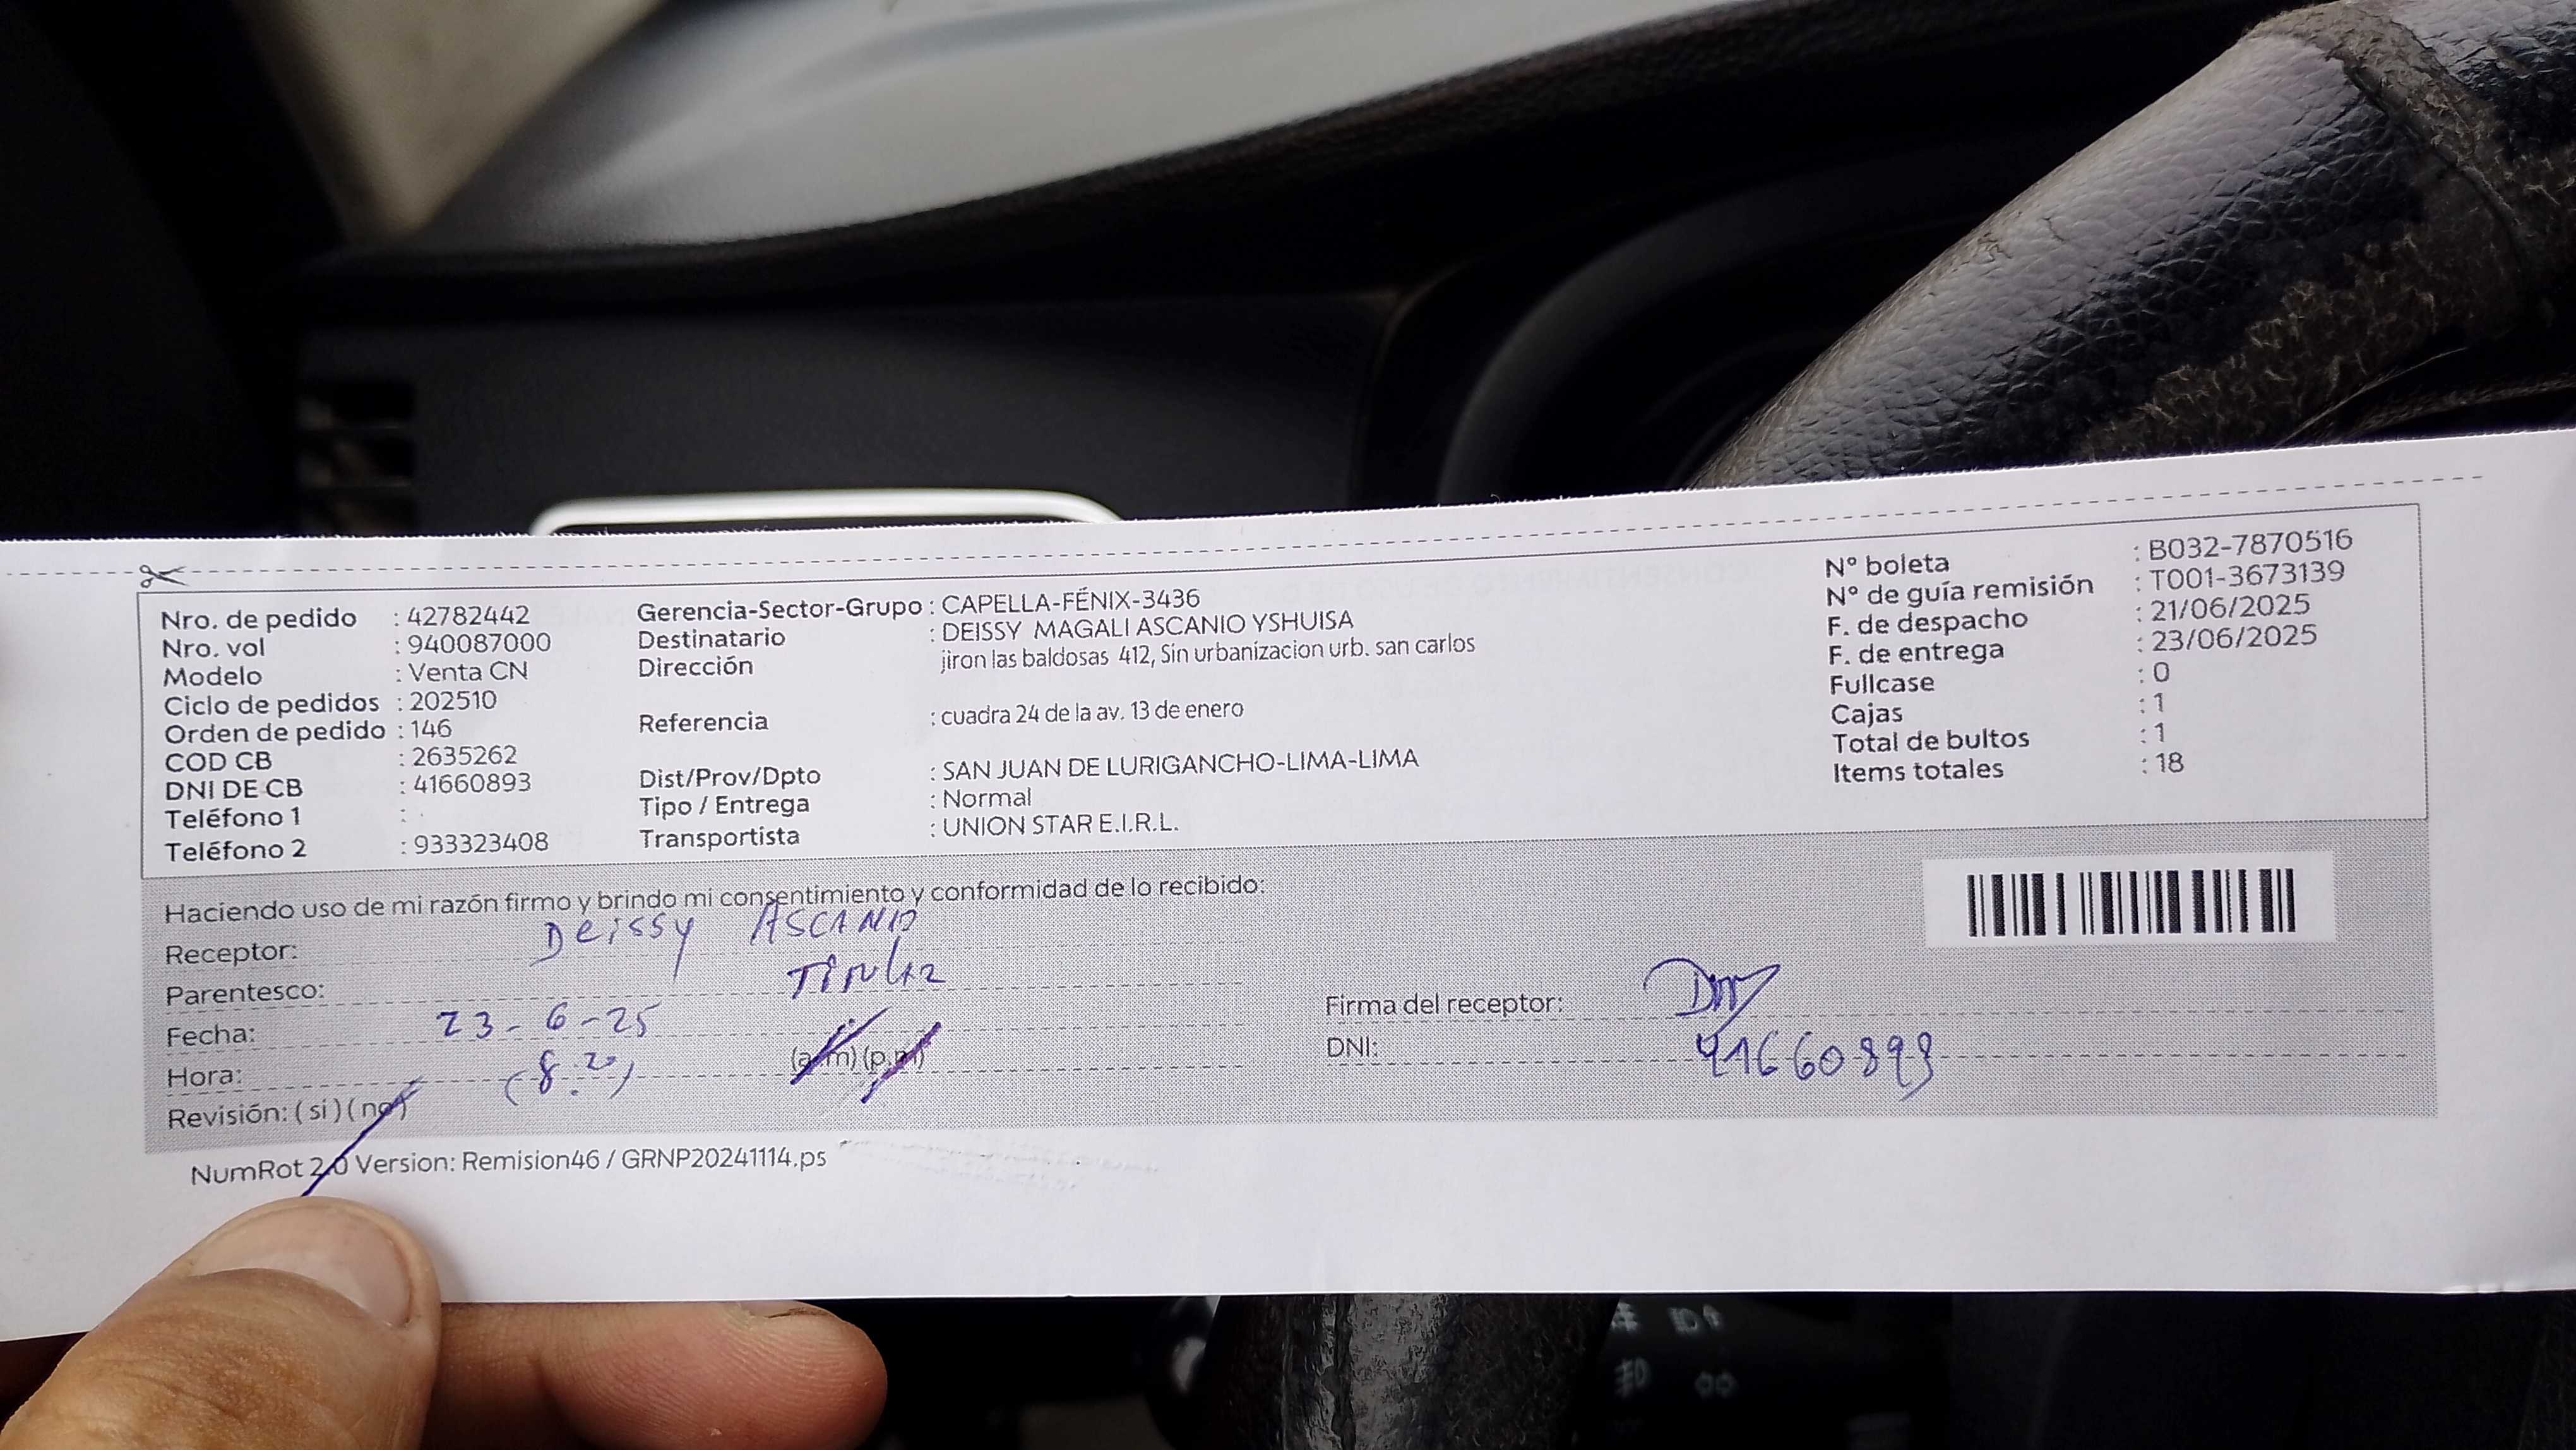 Nro. de pedido : 42782442
Nro. vol : 940087000
Modelo : Venta CN
Ciclo de pedidos : 202510
Orden de pedido : 146
COD CB : 2635262
DNI DE CB : 41660893
Teléfono 1 :
Teléfono 2 : 933323408
Gerencia-Sector-Grupo : CAPELLA-FÉNIX-3436
Destinatario : DEISSY MAGALI ASCANIO YSHUISA
Dirección jiron las baldosas 412, Sin urbanizacion urb. san carlos
Referencia : cuadra 24 de la av. 13 de enero
Dist/Prov/Dpto : SAN JUAN DE LURIGANCHO-LIMA-LIMA
Tipo / Entrega : Normal
Transportista : UNION STAR E.I.R.L.
N° boleta : B032-7870516
N° de guía remisión : T001-3673139
F. de despacho : 21/06/2025
F. de entrega : 23/06/2025
Fullcase : 0
Cajas : 1
Total de bultos : 1
Items totales : 18
Haciendo uso de mi razón firmo y brindo mi consentimiento y conformidad de lo recibido:
Receptor: Deissy ASCANIO
Parentesco: Titular
Fecha: 23-6-25
Hora: (8:20) (a.m) (p.m)
Revisión: (si) (no)
Firma del receptor:
DNI: 41660893
NumRot 2.0 Version: Remision46 / GRNP20241114.ps